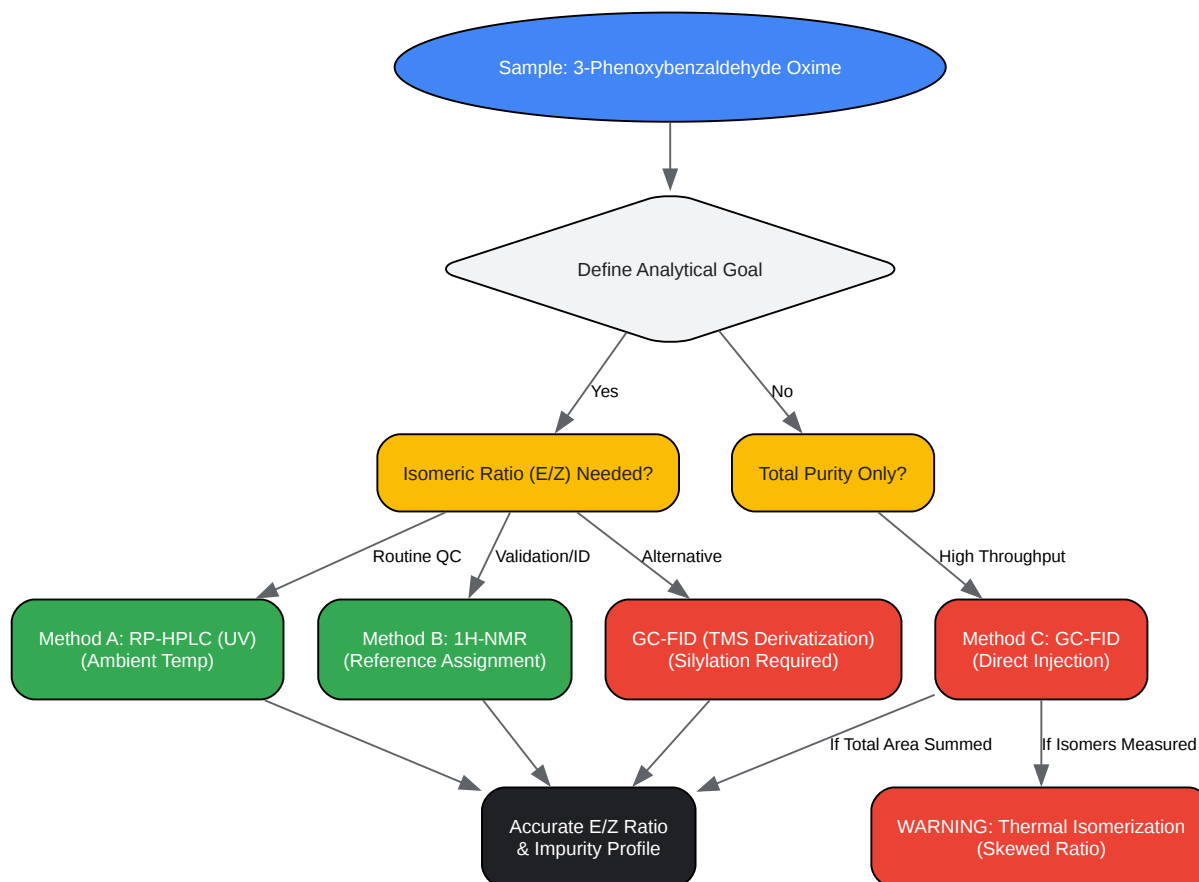 Sample: 3-Phenoxybenzaldehyde Oxime
Define Analytical Goal
Yes
No
Isomeric Ratio (E/Z) Needed?
Total Purity Only?
Routine QC
Validation/ID
Alternative
High Throughput
Method A: RP-HPLC (UV)
(Ambient Temp)
Method B: 1H-NMR
(Reference Assignment)
GC-FID (TMS Derivatization)
(Silylation Required)
Method C: GC-FID
(Direct Injection)
If Total Area Summed
If Isomers Measured
Accurate E/Z Ratio
& Impurity Profile
WARNING: Thermal Isomerization
(Skewed Ratio)